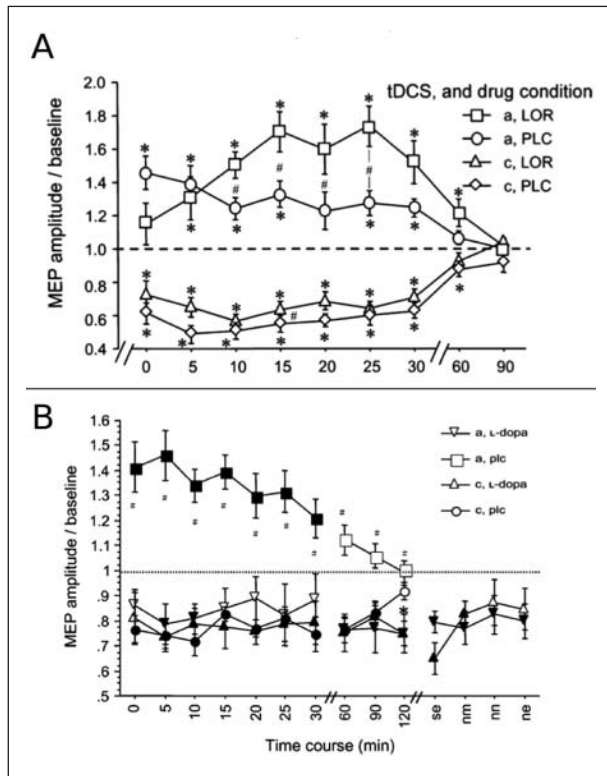 A
tDCS, and drug condition
a, LOR
a, PLC
c, LOR
c, PLC
MEP amplitude / baseline
2.0
1.8
1.6
1.4
1.2
1.0
0.8
0.6
0.4
* * * * * * * *
# # # #
* * * * *
* * * * * * *
#
* * * * * * * *
0 5 10 15 20 25 30 60 90
B
a, L-dopa
a, plc
c, L-dopa
c, plc
MEP amplitude / baseline
1.6
1.5
1.4
1.3
1.2
1.1
1
.9
.8
.7
.6
.5
# # # # # # # # # #
*
0 5 10 15 20 25 30 60 90 120 se nm nn ne
Time course (min)